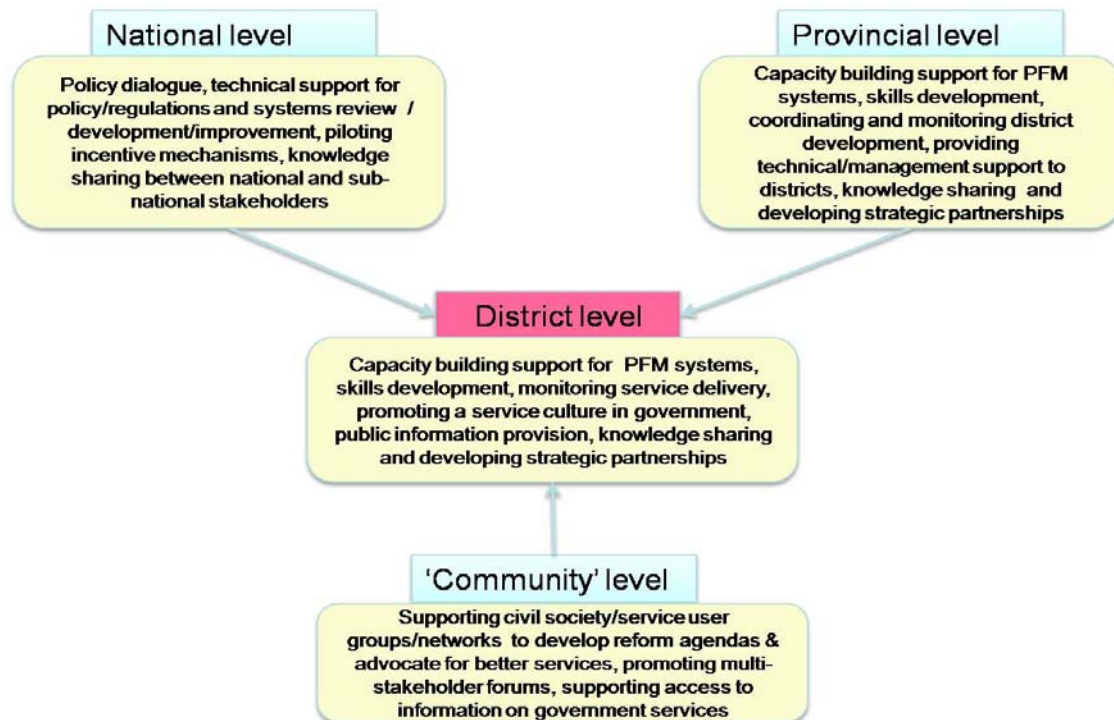 National level
Policy dialogue, technical support for
policy/regulations and systems review /
development/improvement, piloting
incentive mechanisms, knowledge
sharing between national and sub-
national stakeholders
Provincial level
Capacity building support for PFM
systems, skills development,
coordinating and monitoring district
development, providing
technical/management support to
districts, knowledge sharing and
developing strategic partnerships
District level
Capacity building support for PFM systems,
skills development, monitoring service delivery,
promoting a service culture in government,
public information provision, knowledge sharing
and developing strategic partnerships
'Community' level
Supporting civil society/service user
groups/networks to develop reform agendas &
advocate for better services, promoting multi-
stakeholder forums, supporting access to
information on government services